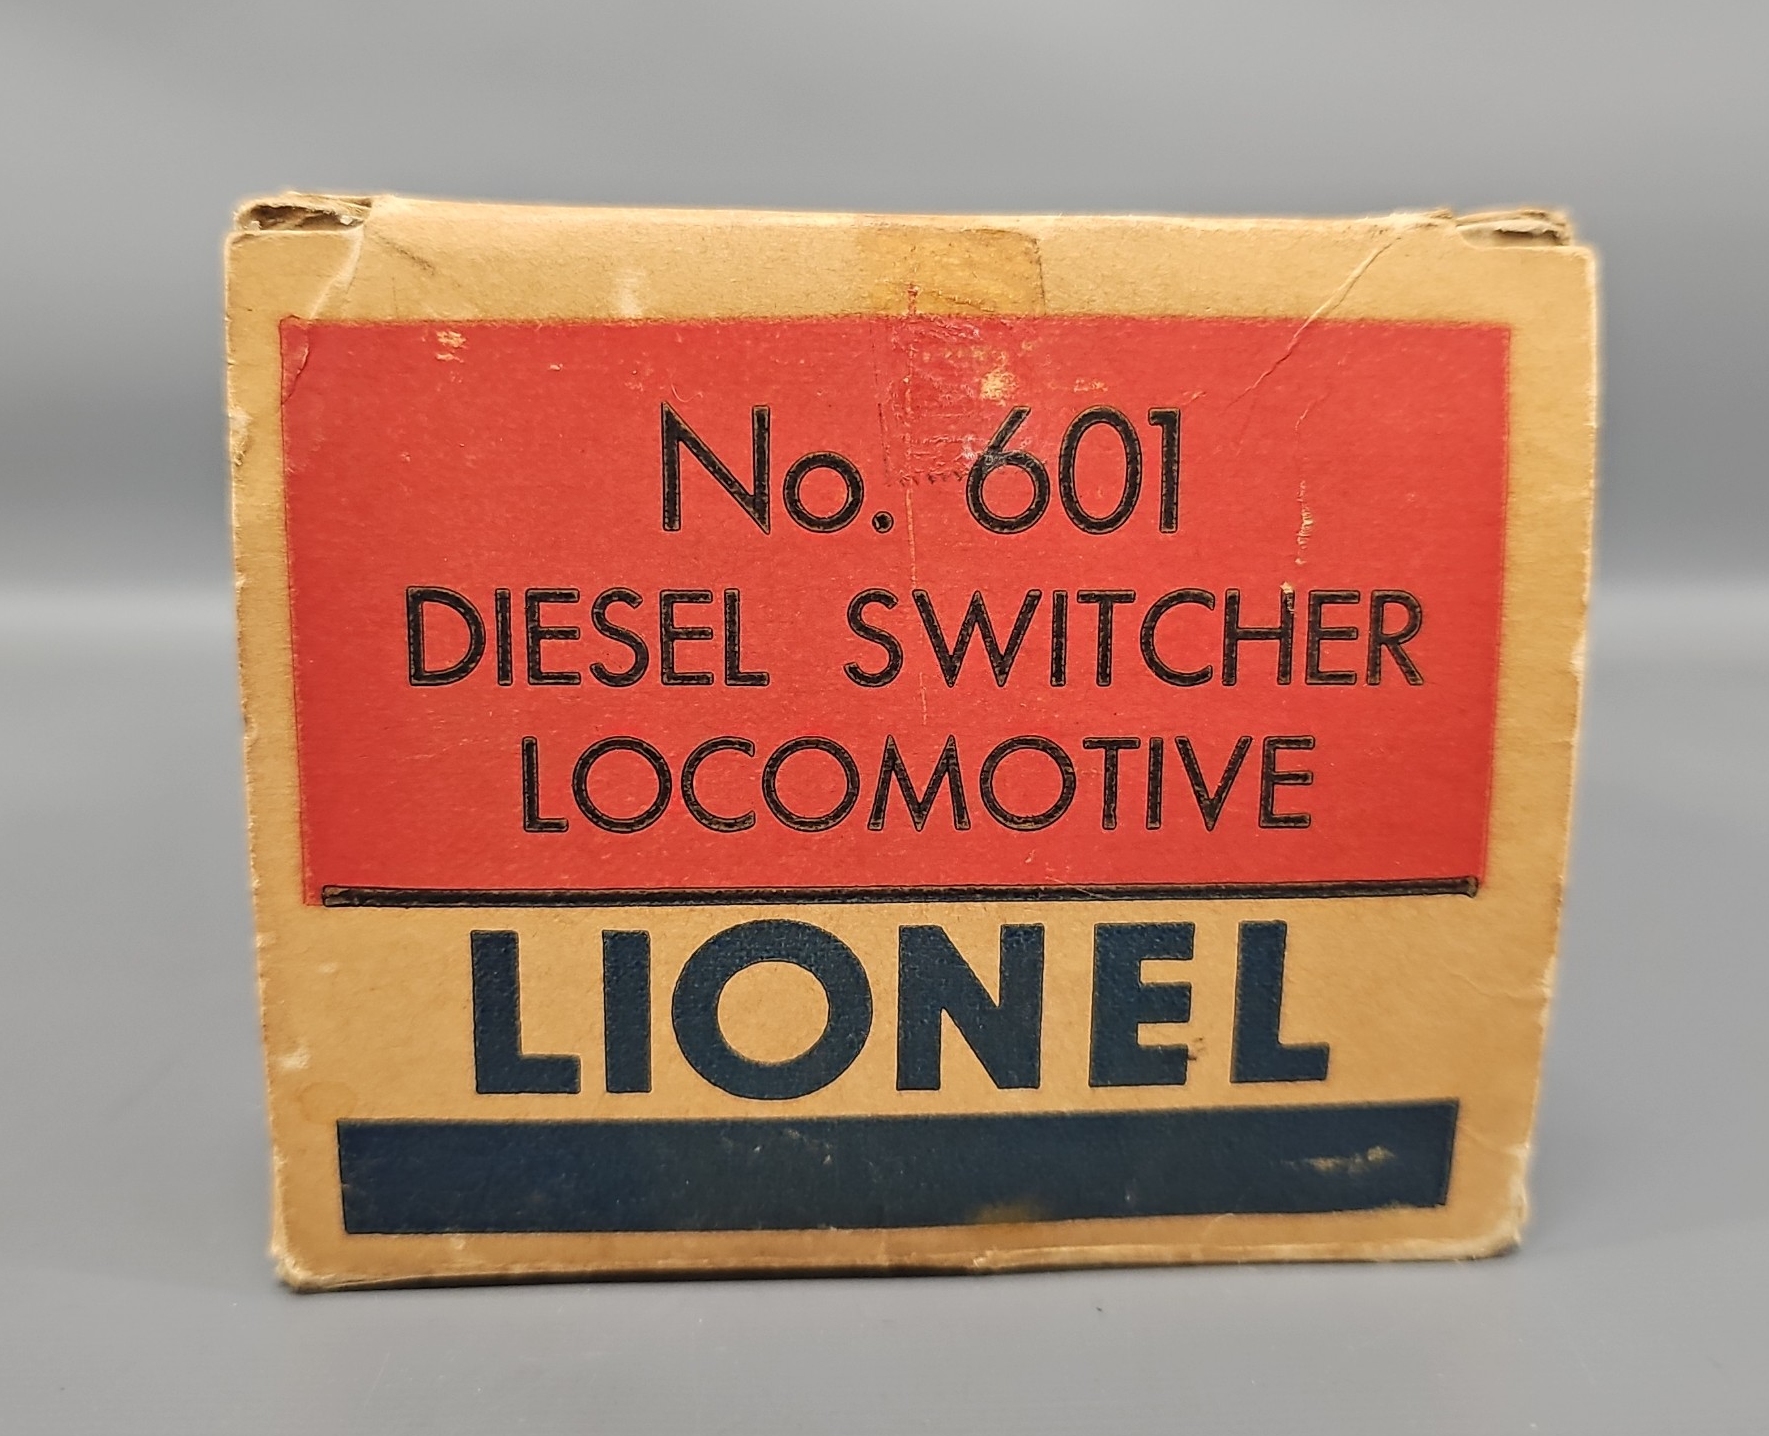 No. 601
DIESEL SWITCHER
LOCOMOTIVE
LIONEL